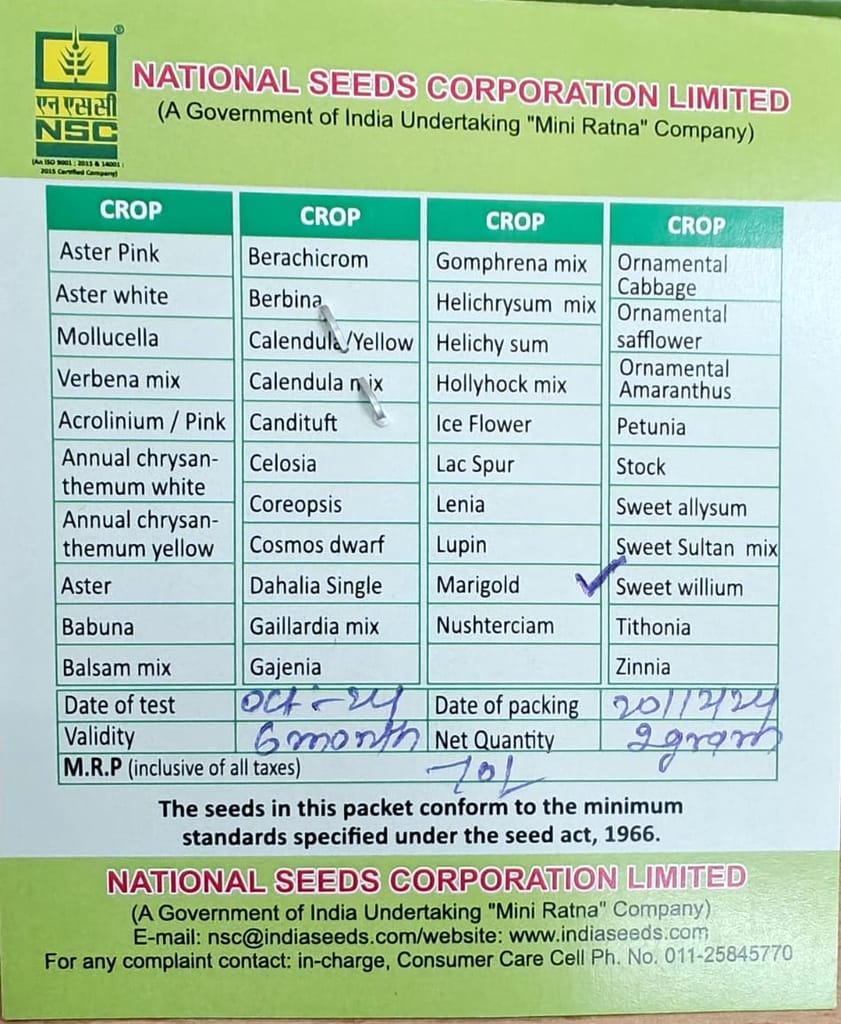 ®
एन एस सी
NSC
(An ISO 9001 : 2015 & 14001 :
2015 Certified Company)
NATIONAL SEEDS CORPORATION LIMITED
(A Government of India Undertaking "Mini Ratna" Company)
CROP CROP CROP CROP
Aster Pink
Aster white
Mollucella
Verbena mix
Acrolinium / Pink
Annual chrysan-
themum white
Annual chrysan-
themum yellow
Aster
Babuna
Balsam mix
Berachicrom
Berbina
Calendula/Yellow
Calendula mix
Candituft
Celosia
Coreopsis
Cosmos dwarf
Dahalia Single
Gaillardia mix
Gajenia
Gomphrena mix
Helichrysum mix
Helichy sum
Hollyhock mix
Ice Flower
Lac Spur
Lenia
Lupin
Marigold
Nushterciam
Ornamental
Cabbage
Ornamental
safflower
Ornamental
Amaranthus
Petunia
Stock
Sweet allysum
Sweet Sultan mix
✓ Sweet willium
Tithonia
Zinnia
Date of test Oct - 24 Date of packing 20/12/24
Validity 6 month Net Quantity 2 gram
M.R.P (inclusive of all taxes)
The seeds in this packet conform to the minimum
standards specified under the seed act, 1966.
NATIONAL SEEDS CORPORATION LIMITED
(A Government of India Undertaking "Mini Ratna" Company)
E-mail: nsc@indiaseeds.com/website: www.indiaseeds.com
For any complaint contact: in-charge, Consumer Care Cell Ph. No. 011-25845770